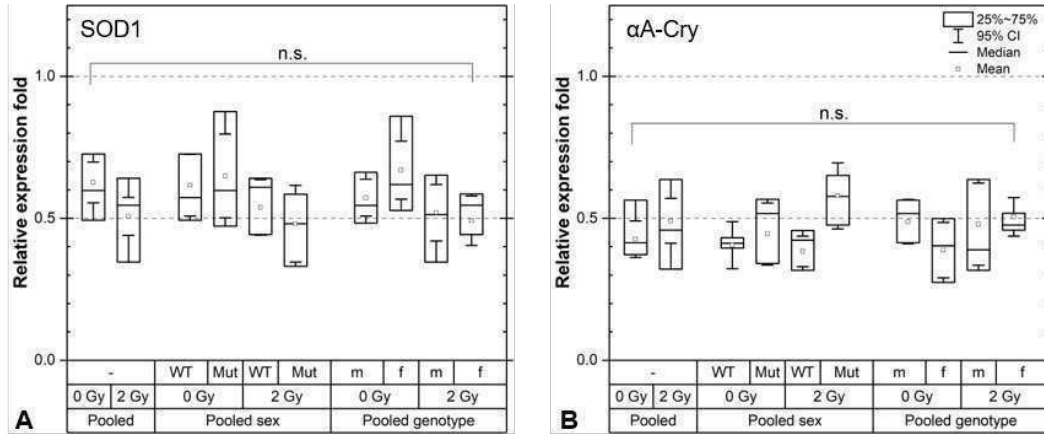 SOD1
n.s.
Relative expression fold
1.0
0.5
0.0
- WT Mut WT Mut m f m f
0 Gy 2 Gy 0 Gy 2 Gy 0 Gy 2 Gy
Pooled Pooled sex Pooled genotype
A
αA-Cry
25%~75%
95% CI
Median
Mean
n.s.
Relative expression fold
1.0
0.5
0.0
- WT Mut WT Mut m f m f
0 Gy 2 Gy 0 Gy 2 Gy 0 Gy 2 Gy
Pooled Pooled sex Pooled genotype
B